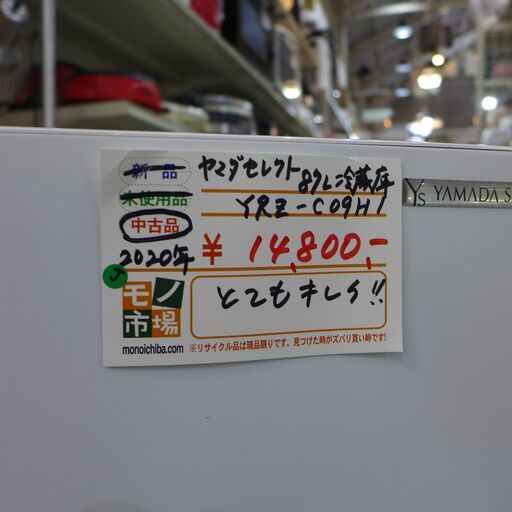 新品 ヤマダセレクト 87L冷蔵庫
未使用品 YRZ-C09H1
中古品
2020年 ¥14,800,-
J
モノ市場 とてもキレイ!!
monoichiba.com ※リサイクル品は現品限りです。見つけた時がズバリ買い時です!
YS YAMADA S